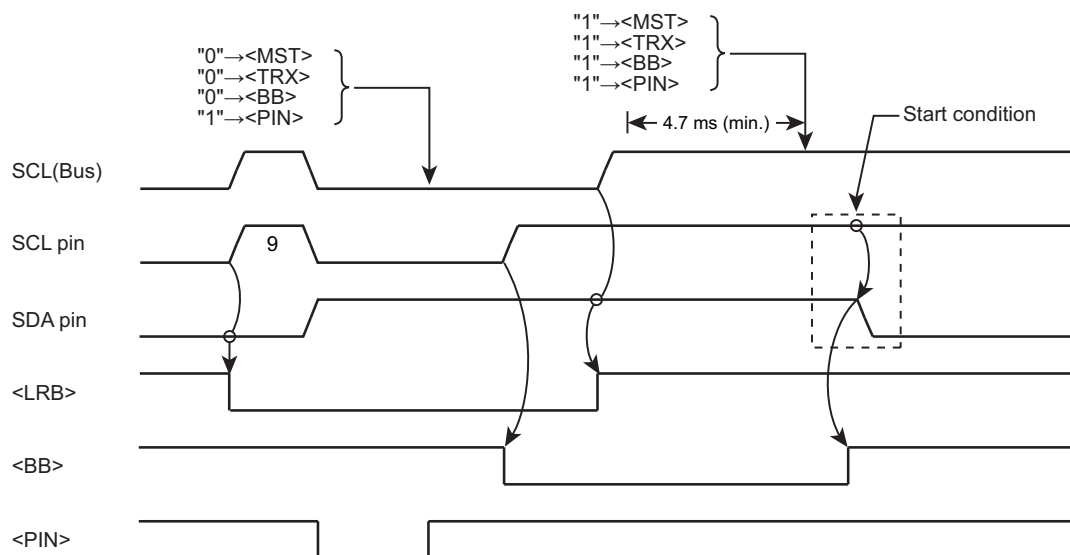 "0"→<MST>
"0"→<TRX>
"0"→<BB>
"1"→<PIN>
"1"→<MST>
"1"→<TRX>
"1"→<BB>
"1"→<PIN>
4.7 ms (min.)
Start condition
SCL(Bus)
SCL pin
9
SDA pin
<LRB>
<BB>
<PIN>